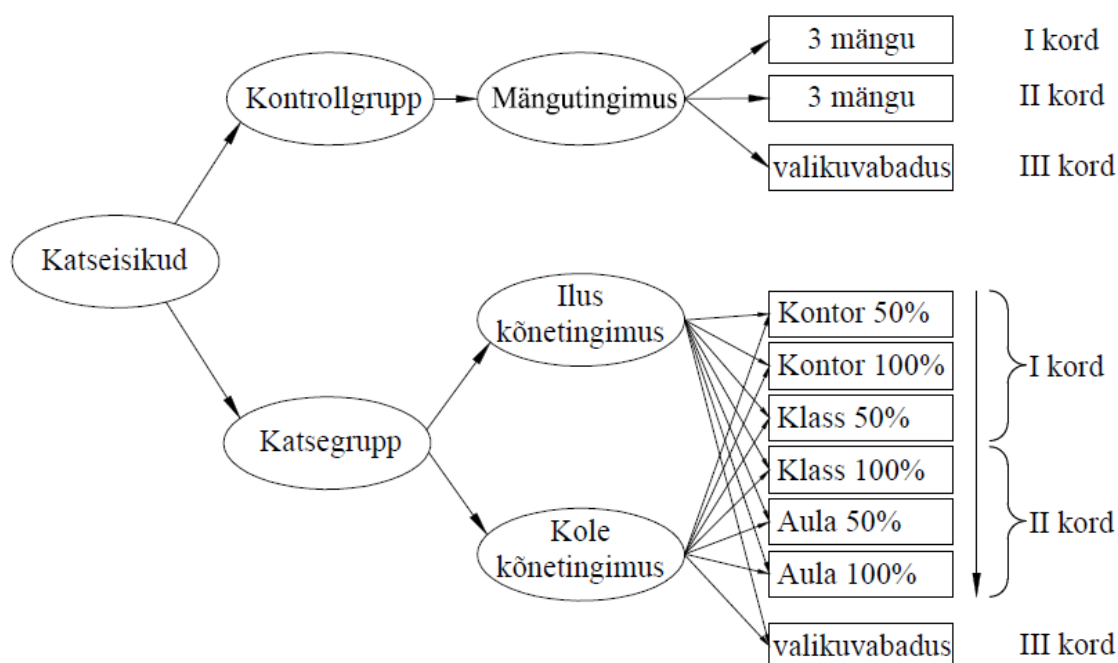 3 mängu
I kord
Kontrollgrupp
Mängutingimus
3 mängu
II kord
valikuvabadus
III kord
Katseisikud
Ilus
kõnetingimus
Kontor 50%
Kontor 100%
I kord
Klass 50%
Katsegrupp
Klass 100%
Aula 50%
II kord
Kole
kõnetingimus
Aula 100%
valikuvabadus
III kord